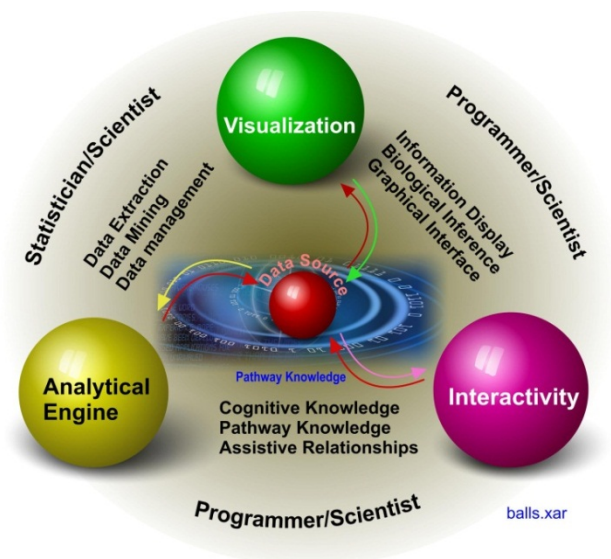 Visualization
Statistician/Scientist
Programmer/Scientist
Data Extraction
Data Mining
Data management
Information Display
Biological Inference
Graphical Interface
Data Source
Analytical
Engine
Pathway Knowledge
Interactivity
Cognitive Knowledge
Pathway Knowledge
Assistive Relationships
Programmer/Scientist
balls.xar